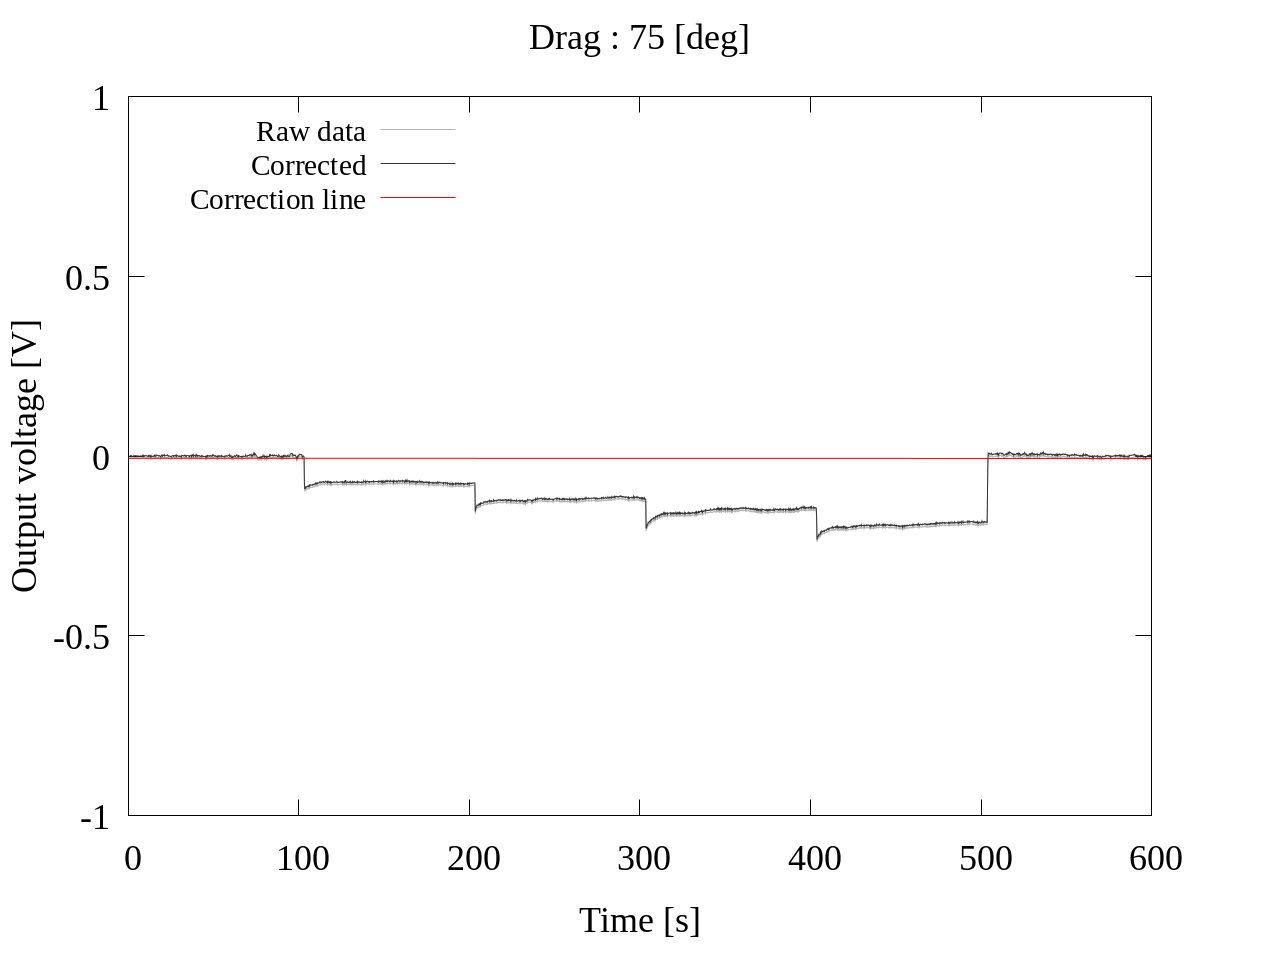 Drag : 75 [deg]
1
Raw data
Corrected
Correction line
0.5
0
-0.5
-1
Output voltage [V]
0 100 200 300 400 500 600
Time [s]